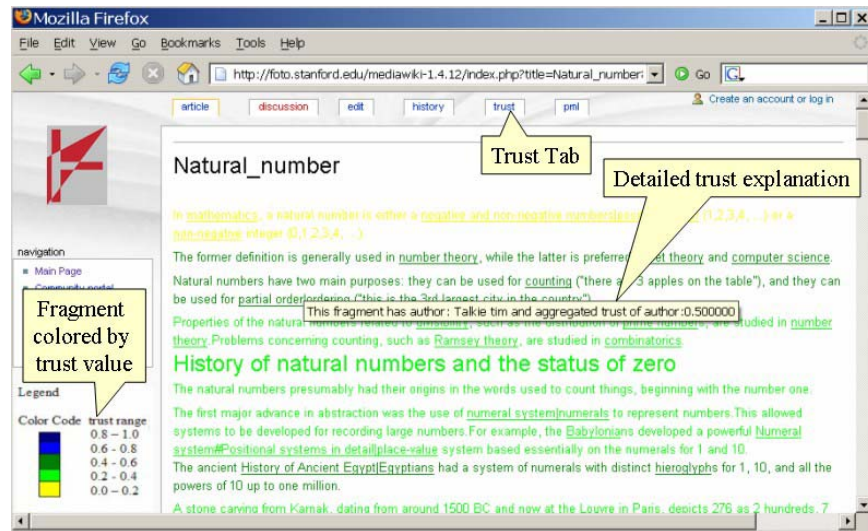 Mozilla Firefox
File Edit View Go Bookmarks Tools Help
http://foto.stanford.edu/mediawiki-1.4.12/index.php?title=Natural_number: Go G
article discussion edit history trust pml Create an account or log in
Trust Tab
Natural_number
Detailed trust explanation
In mathematics, a natural number is either a negative and non-negative numbers (1,2,3,4, ...) or a
non-negative integer (0,1,2,3,4, ...).
The former definition is generally used in number theory, while the latter is preferred theory and computer science.
Natural numbers have two main purposes: they can be used for counting ("there 3 apples on the table"), and they can
be used for partial order|ordering ("this is the 3rd largest city in the country")
This fragment has author: Talkie tim and aggregated trust of author:0.500000
Properties of the natural numbers related to divisibility, such as the distribution of prime numbers, are studied in number
theory.Problems concerning counting, such as Ramsey theory, are studied in combinatorics.
History of natural numbers and the status of zero
The natural numbers presumably had their origins in the words used to count things, beginning with the number one.
The first major advance in abstraction was the use of numeral system|numerals to represent numbers.This allowed
systems to be developed for recording large numbers.For example, the Babylonians developed a powerful Numeral
system#Positional systems in detail|place-value system based essentially on the numerals for 1 and 10.
The ancient History of Ancient Egypt|Egyptians had a system of numerals with distinct hieroglyphs for 1, 10, and all the
powers of 10 up to one million.
A stone carving from Karnak, dating from around 1500 BC and now at the Louvre in Paris, depicts 276 as 2 hundreds, 7
navigation
Main Page
Community portal
Fragment
colored by
trust value
Legend
Color Code trust range
0.8 – 1.0
0.6 - 0.8
0.4 - 0.6
0.2 - 0.4
0.0 – 0.2